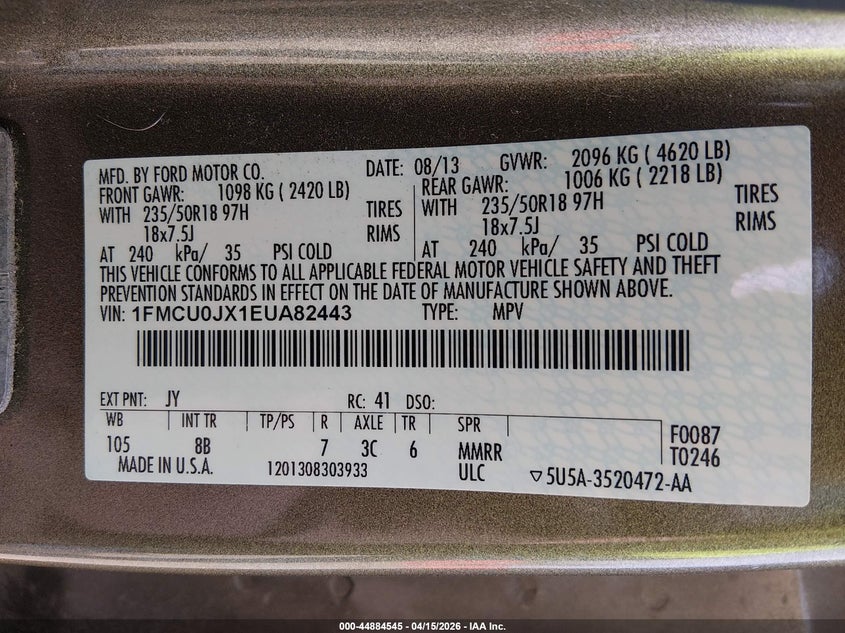 MFD. BY FORD MOTOR CO. DATE: 08/13 GVWR: 2096 KG ( 4620 LB)
FRONT GAWR: 1098 KG ( 2420 LB) REAR GAWR: 1006 KG ( 2218 LB)
WITH 235/50R18 97H TIRES WITH 235/50R18 97H TIRES
18x7.5J RIMS 18x7.5J RIMS
AT 240 kPa/ 35 PSI COLD AT 240 kPa/ 35 PSI COLD
THIS VEHICLE CONFORMS TO ALL APPLICABLE FEDERAL MOTOR VEHICLE SAFETY AND THEFT
PREVENTION STANDARDS IN EFFECT ON THE DATE OF MANUFACTURE SHOWN ABOVE.
VIN: 1FMCU0JX1EUA82443 TYPE: MPV
EXT PNT: JY RC: 41 DSO:
WB INT TR TP/PS R AXLE TR SPR F0087
105 8B 7 3C 6 MMRR T0246
MADE IN U.S.A. 1201308303933 ULC 5U5A-3520472-AA
000-44884545 - 04/15/2026 - IAA Inc.